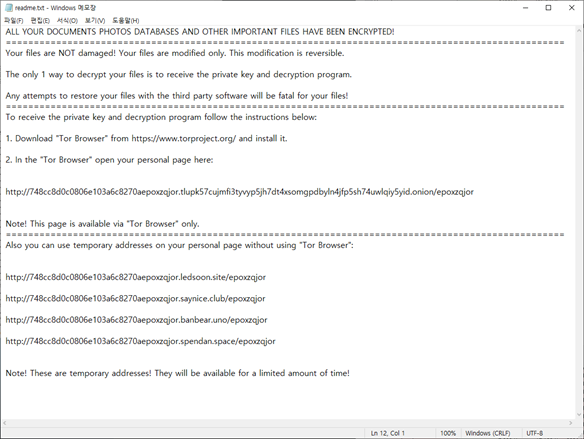 readme.txt - Windows 메모장
파일(F) 편집(E) 서식(O) 보기(V) 도움말(H)
ALL YOUR DOCUMENTS PHOTOS DATABASES AND OTHER IMPORTANT FILES HAVE BEEN ENCRYPTED!
====================================================================================
Your files are NOT damaged! Your files are modified only. This modification is reversible.
The only 1 way to decrypt your files is to receive the private key and decryption program.
Any attempts to restore your files with the third party software will be fatal for your files!
====================================================================================
To receive the private key and decryption program follow the instructions below:
1. Download "Tor Browser" from https://www.torproject.org/ and install it.
2. In the "Tor Browser" open your personal page here:
http://748cc8d0c0806e103a6c8270aepoxzqjor.tlupk57cujmfi3tyvyp5jh7dt4xsomgpdbyln4jfp5sh74uwlqiy5yid.onion/epoxzqjor
Note! This page is available via "Tor Browser" only.
====================================================================================
Also you can use temporary addresses on your personal page without using "Tor Browser":
http://748cc8d0c0806e103a6c8270aepoxzqjor.ledsoon.site/epoxzqjor
http://748cc8d0c0806e103a6c8270aepoxzqjor.saynice.club/epoxzqjor
http://748cc8d0c0806e103a6c8270aepoxzqjor.banbear.uno/epoxzqjor
http://748cc8d0c0806e103a6c8270aepoxzqjor.spendan.space/epoxzqjor
Note! These are temporary addresses! They will be available for a limited amount of time!
Ln 12, Col 1 100% Windows (CRLF) UTF-8